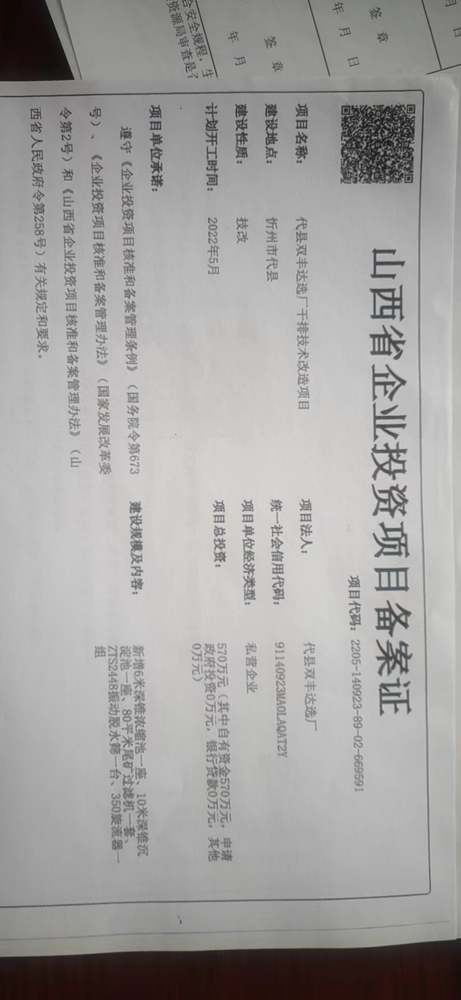 山西省企业投资项目备案证
项目代码：2205-140923-89-02-669591
项目名称：
代县双丰达选厂干排技术改造项目
建设地点：
忻州市代县
建设性质：
技改
计划开工时间：
2022年5月
项目法人：
代县双丰达选厂
统一社会信用代码：
91140923MA0LAQAT2Y
项目单位经济类型：
私营企业
项目总投资：
570万元（其中自有资金570万元，申请
政府投资0万元，银行贷款0万元，其他
0万元）
项目单位承诺：
遵守《企业投资项目核准和备案管理条例》（国务院令第673
号）、《企业投资项目核准和备案管理办法》（国家发展改革委
令第2号）和《山西省企业投资项目核准和备案管理办法》（山
西省人民政府令第258号）有关规定和要求。
建设规模及内容：
新增6米深锥浓缩池一座、10米深锥沉
淀池一座、80平米尾矿过滤机一套、
ZTS2448振动脱水筛一台、350旋流器一
组
月 日
签 章
年 月 日
签 章
年 月
合安全规程，生
资源局审查是否